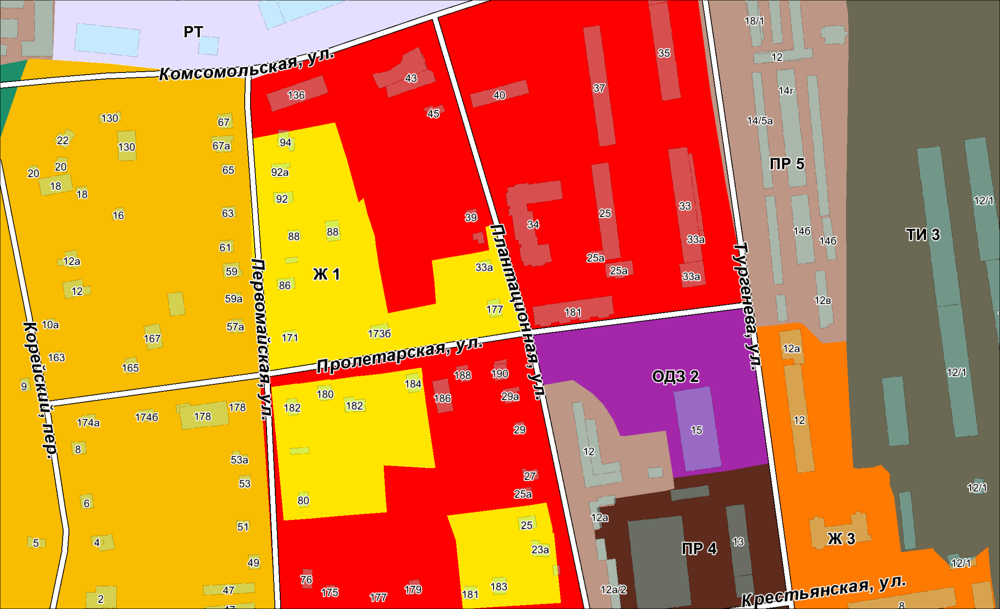 РТ
18/1
12
35
Комсомольская, ул.
136
43
37
40
45
14г
14/5а
130
67
22
130
67а
94
20
20
65
92а
ПР 5
18
18
92
12/1
16
63
39
25
33
34
88
88
14б
14б
ТИ 3
33а
61
12а
25а
59
33а
Ж 1
25а
33а
86
12
59а
177
181
12в
Первомайская, ул.
Плантационная, ул.
Тургенева, ул.
10а
57а
167
171
173б
Корейский, пер.
Пролетарская, ул.
12а
163
165
188
190
ОДЗ 2
12/1
9
184
180
186
29а
182
182
178
174а
174б
178
12
29
15
8
53а
12
27
53
12/1
25а
6
80
12а
25
51
5
4
23а
13
ПР 4
Ж 3
49
12/1
76
175
177
179
181
183
12а/2
Крестьянская, ул.
47
2
47
8